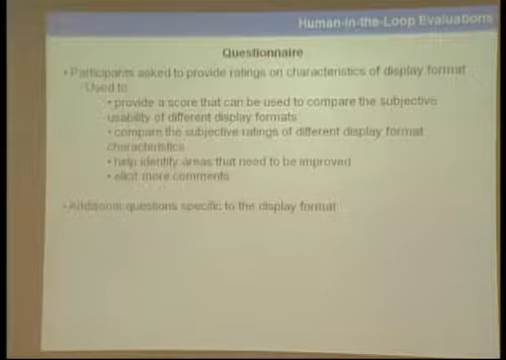 Human-in-the-Loop Evaluations
Questionnaire
• Participants asked to provide ratings on characteristics of display format
Used to
• provide a score that can be used to compare the subjective
usability of different display formats
• compare the subjective ratings of different display format
characteristics
• help identify areas that need to be improved
• elicit more comments
• Additional questions specific to the display format